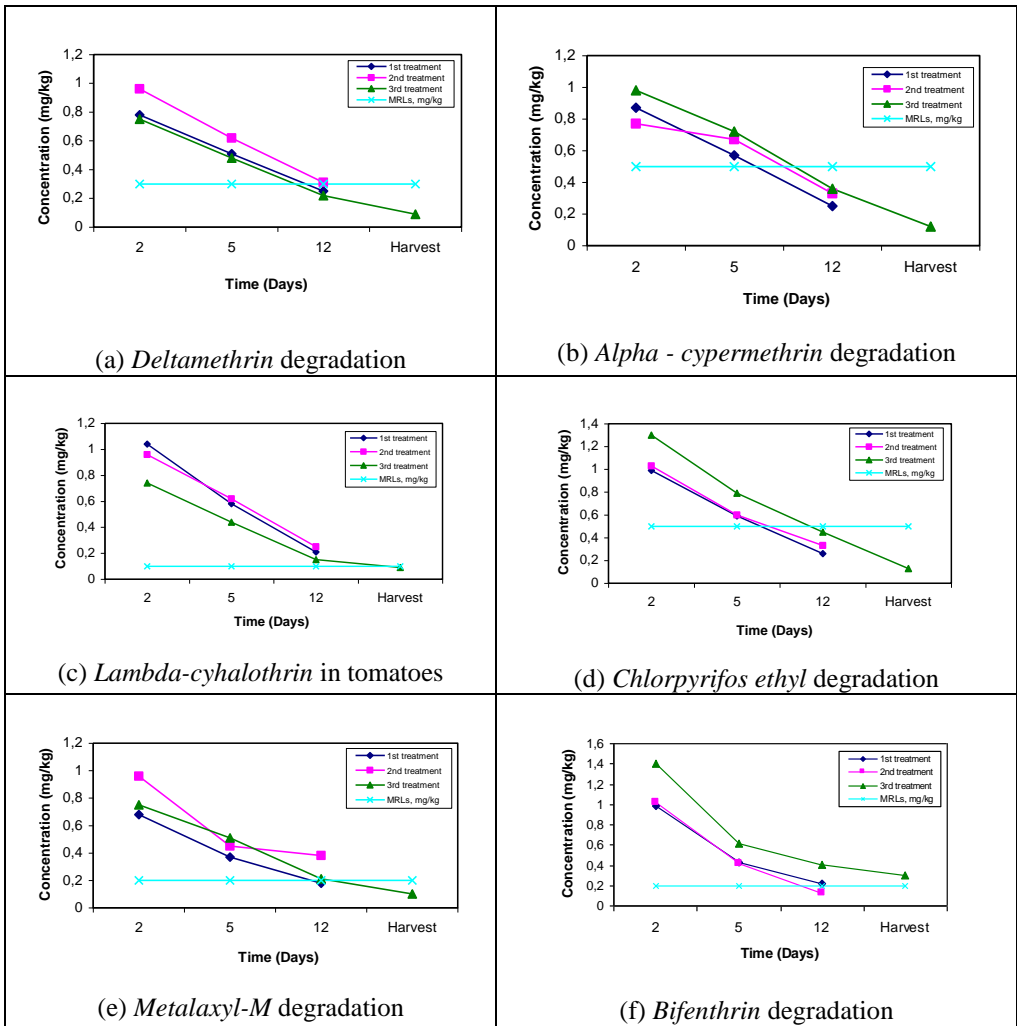 Concentration (mg/kg)
1,2
1
0,8
0,6
0,4
0,2
0
1st treatment
2nd treatment
3rd treatment
MRLs, mg/kg
2 5 12 Harvest
Time (Days)
(a) Deltamethrin degradation
Concentration (mg/kg)
1,2
1
0,8
0,6
0,4
0,2
0
1st treatment
2nd treatment
3rd treatment
MRLs, mg/kg
2 5 12 Harvest
Time (Days)
(b) Alpha - cypermethrin degradation
Concentration (mg/kg)
1,2
1
0,8
0,6
0,4
0,2
0
1st treatment
2nd treatment
3rd treatment
MRLs, mg/kg
2 5 12 Harvest
Time (Days)
(c) Lambda-cyhalothrin in tomatoes
Concentration (mg/kg)
1,4
1,2
1
0,8
0,6
0,4
0,2
0
1st treatment
2nd treatment
3rd treatment
MRLs, mg/kg
2 5 12 Harvest
Time (Days)
(d) Chlorpyrifos ethyl degradation
Concentration (mg/kg)
1,2
1
0,8
0,6
0,4
0,2
0
1st treatment
2nd treatment
3rd treatment
MRLs, mg/kg
2 5 12 Harvest
Time (Days)
(e) Metalaxyl-M degradation
Concentration (mg/kg)
1,6
1,4
1,2
1
0,8
0,6
0,4
0,2
0
1st treatment
2nd treatment
3rd treatment
MRLs, mg/kg
2 5 12 Harvest
Time (Days)
(f) Bifenthrin degradation